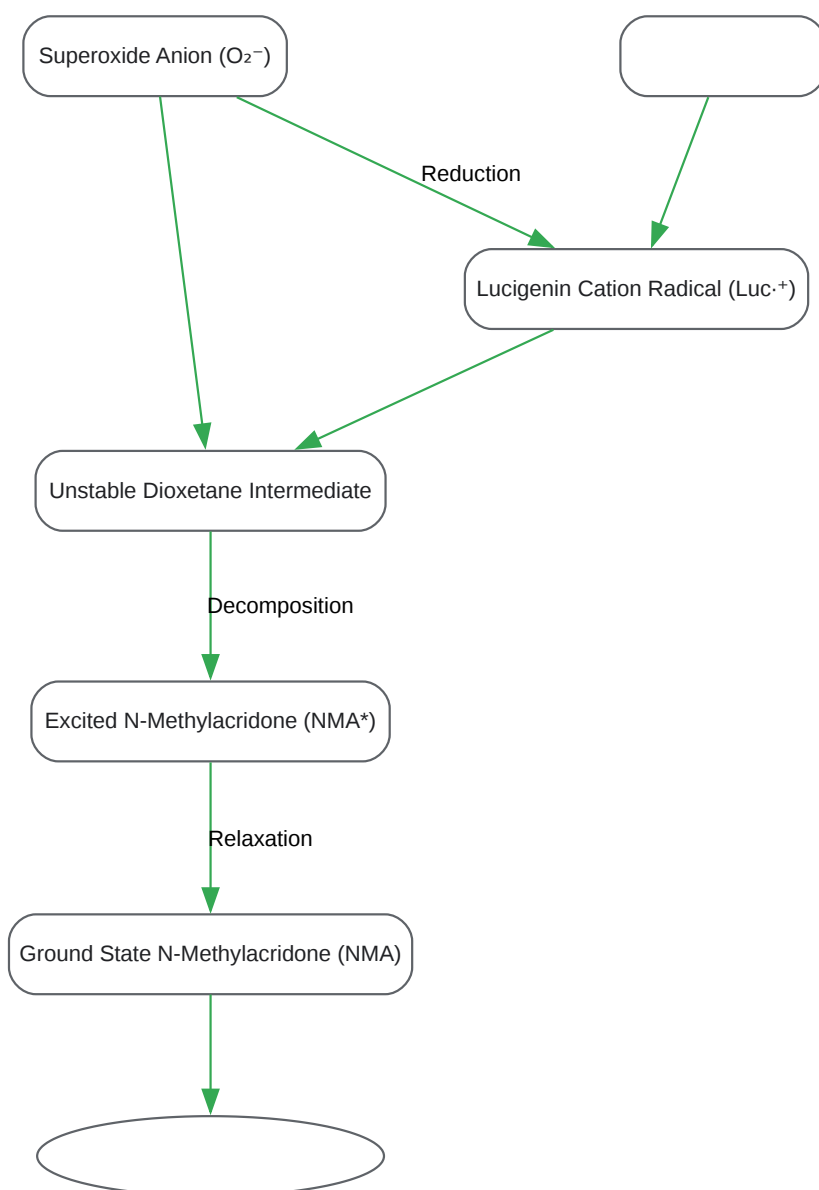 Superoxide Anion (O₂⁻)
Reduction
Lucigenin Cation Radical (Luc·⁺)
Unstable Dioxetane Intermediate
Decomposition
Excited N-Methylacridone (NMA*)
Relaxation
Ground State N-Methylacridone (NMA)